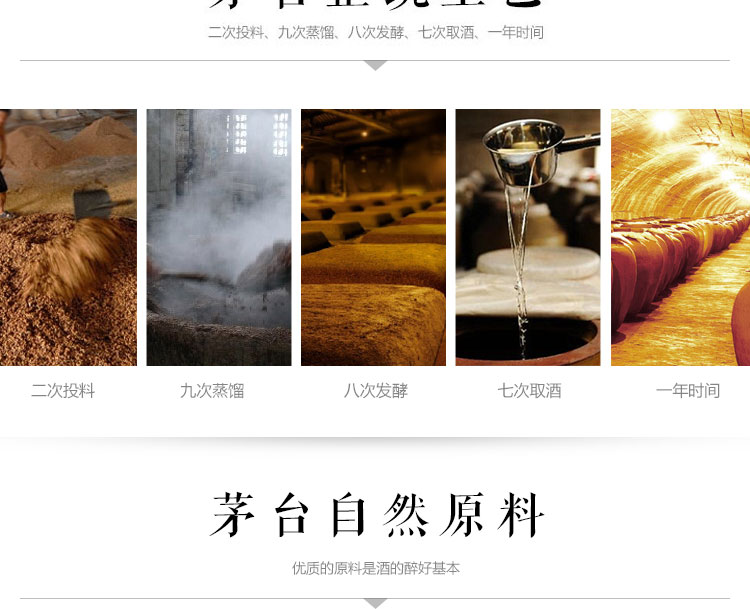 二次投料、九次蒸馏、八次发酵、七次取酒、一年时间
二次投料
九次蒸馏
八次发酵
七次取酒
一年时间
茅台自然原料
优质的原料是酒的醉好基本